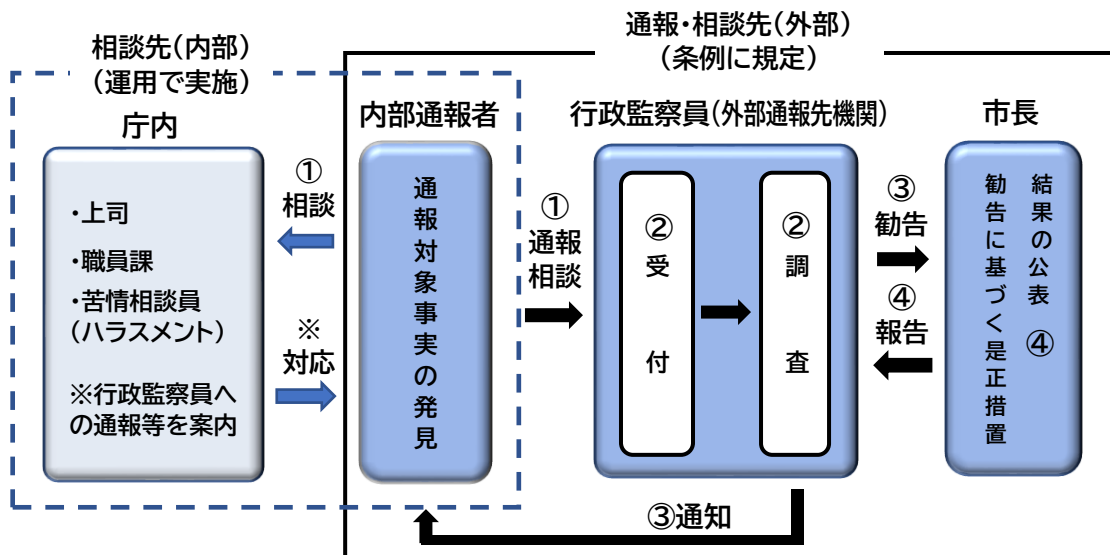 相談先(内部)
(運用で実施)
通報・相談先(外部)
(条例に規定)
庁内
・上司
・職員課
・苦情相談員
(ハラスメント)
※行政監察員へ
の通報等を案内
①
相談
※
対応
内部通報者
通報対象事実の発見
①
通報
相談
行政監察員(外部通報先機関)
②受付
②調査
③
勧告
④
報告
市長
結果の公表 ④
勧告に基づく是正措置
③通知